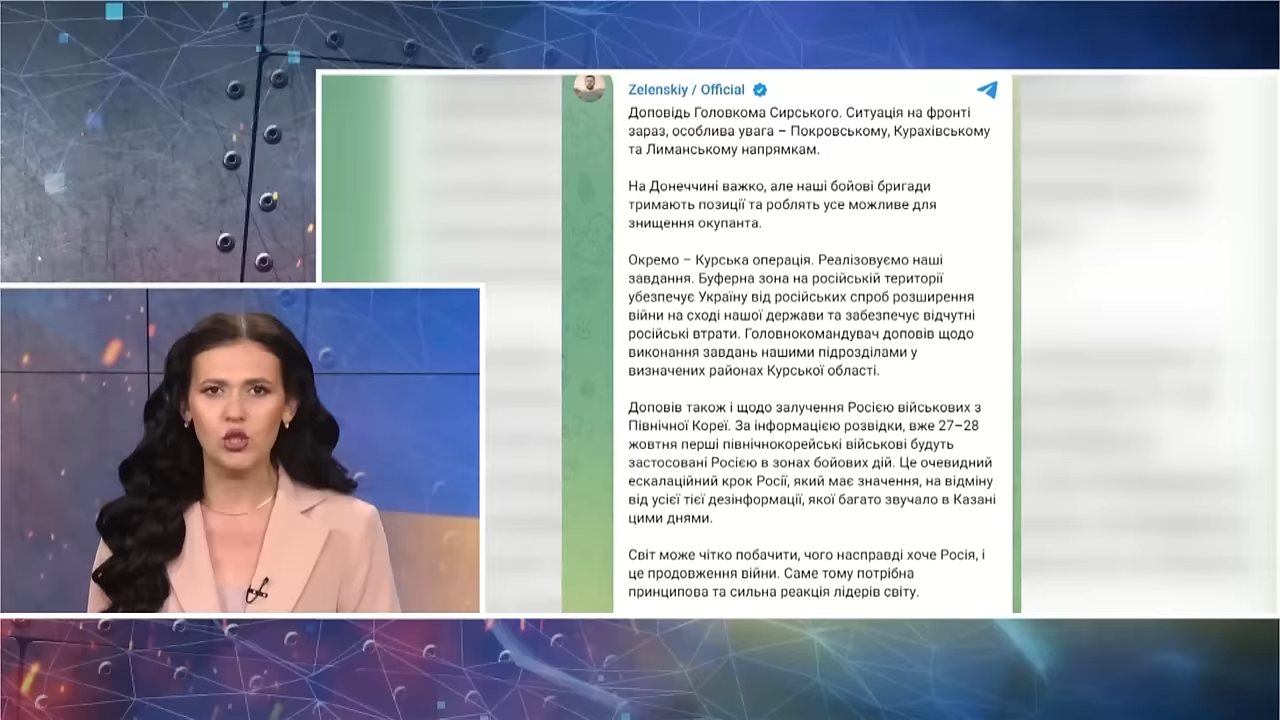 Zelenskiy / Official
Доповідь Головкома Сирського. Ситуація на фронті
зараз, особлива увага – Покровському, Курахівському
та Лиманському напрямкам.
На Донеччині важко, але наші бойові бригади
тримають позиції та роблять усе можливе для
знищення окупанта.
Окремо – Курська операція. Реалізовуємо наші
завдання. Буферна зона на російській території
убезпечує Україну від російських спроб розширення
війни на сході нашої держави та забезпечує відчутні
російські втрати. Головнокомандувач доповів щодо
виконання завдань нашими підрозділами у
визначених районах Курської області.
Доповів також і щодо залучення Росією військових з
Північної Кореї. За інформацією розвідки, вже 27–28
жовтня перші північнокорейські військові будуть
застосовані Росією в зонах бойових дій. Це очевидний
ескалаційний крок Росії, який має значення, на відміну
від усієї тієї дезінформації, якої багато звучало в Казані
цими днями.
Світ може чітко побачити, чого насправді хоче Росія, і
це продовження війни. Саме тому потрібна
принципова та сильна реакція лідерів світу.